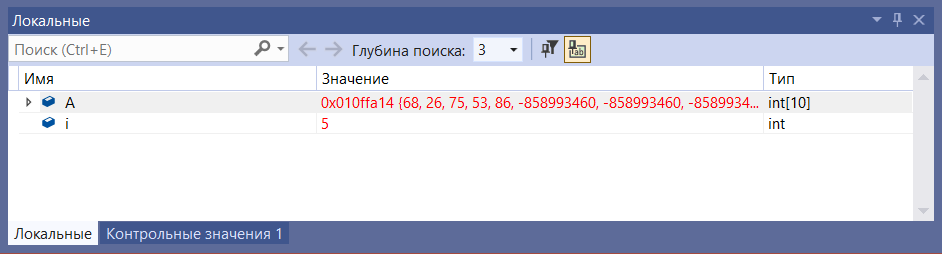 Локальные
Поиск (Ctrl+E) Глубина поиска: 3
Имя Значение Тип
A 0x010ffa14 {68, 26, 75, 53, 86, -858993460, -858993460, -8589934... int[10]
i 5 int
Локальные Контрольные значения 1